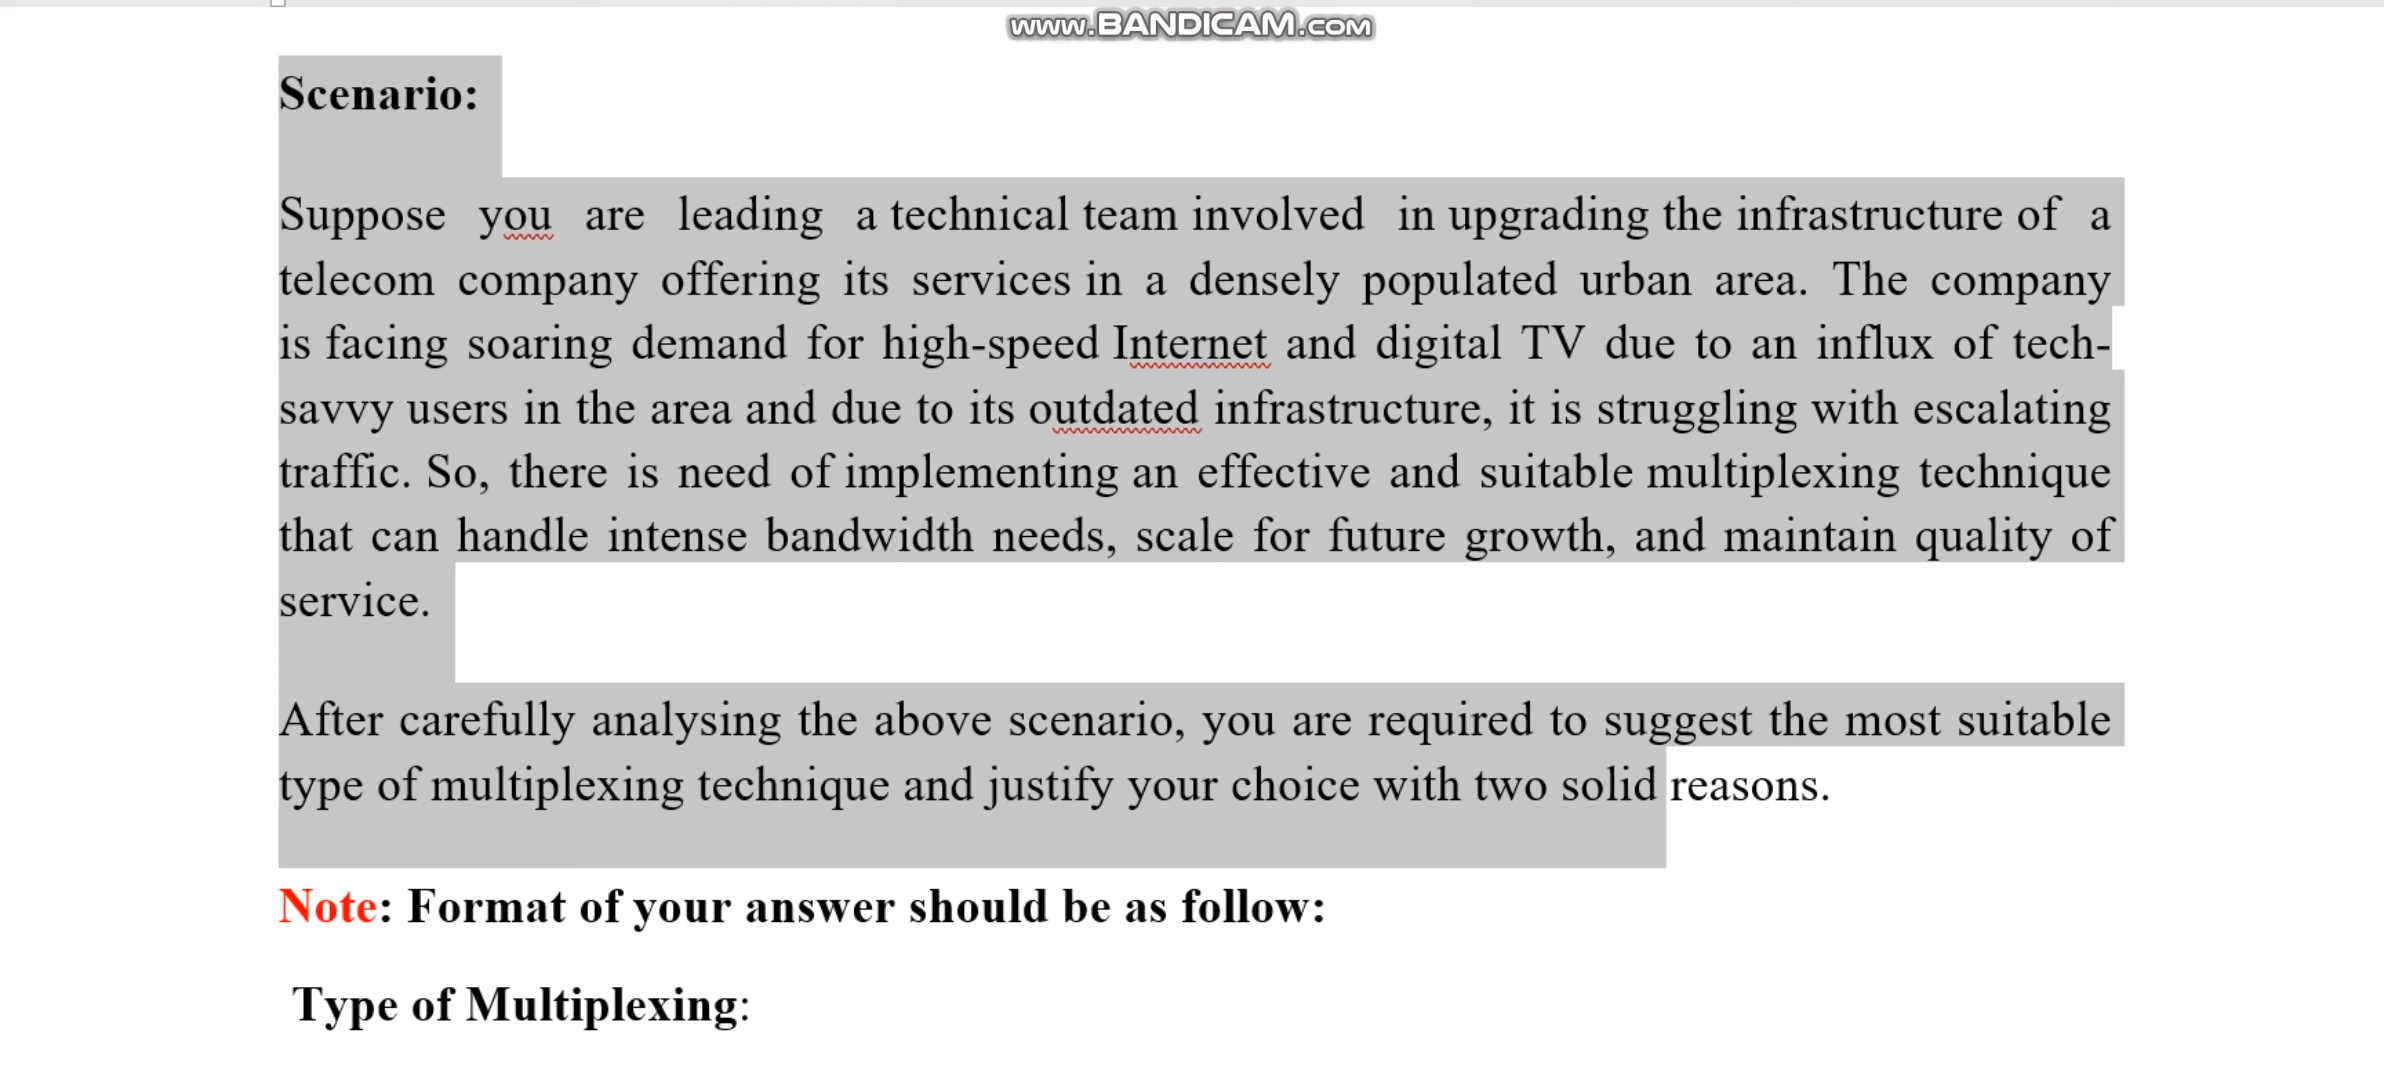 www.BANDICAM.com
Scenario:
Suppose you are leading a technical team involved in upgrading the infrastructure of a
telecom company offering its services in a densely populated urban area. The company
is facing soaring demand for high-speed Internet and digital TV due to an influx of tech-
savvy users in the area and due to its outdated infrastructure, it is struggling with escalating
traffic. So, there is need of implementing an effective and suitable multiplexing technique
that can handle intense bandwidth needs, scale for future growth, and maintain quality of
service.
After carefully analysing the above scenario, you are required to suggest the most suitable
type of multiplexing technique and justify your choice with two solid reasons.
Note: Format of your answer should be as follow:
Type of Multiplexing: